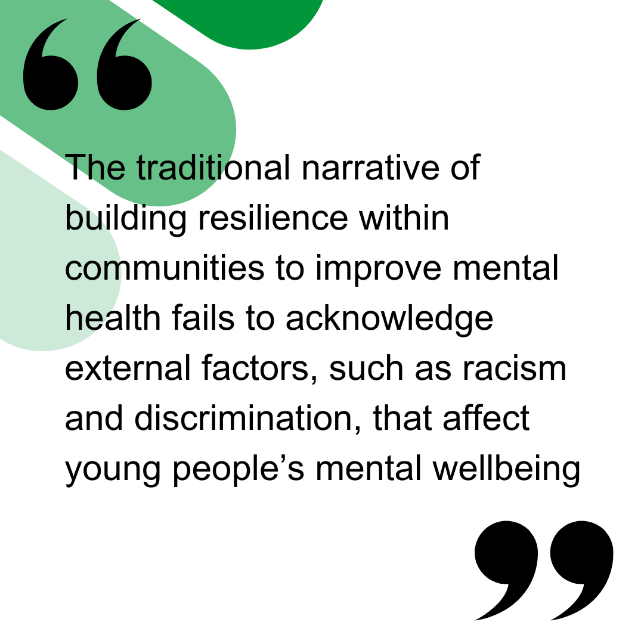 “
The traditional narrative of
building resilience within
communities to improve mental
health fails to acknowledge
external factors, such as racism
and discrimination, that affect
young people’s mental wellbeing
”